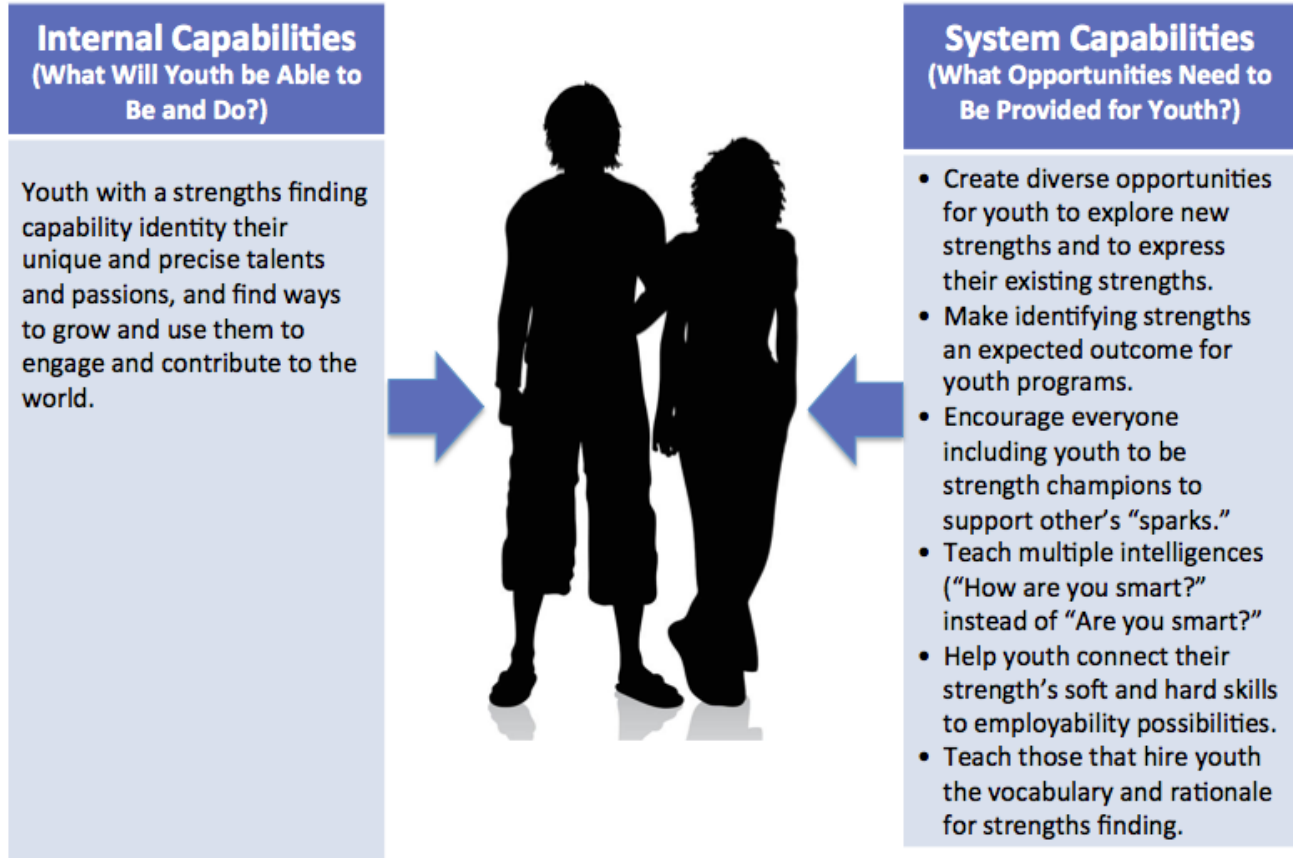 Internal Capabilities
(What Will Youth be Able to
Be and Do?)
Youth with a strengths finding
capability identity their
unique and precise talents
and passions, and find ways
to grow and use them to
engage and contribute to the
world.
System Capabilities
(What Opportunities Need to
Be Provided for Youth?)
• Create diverse opportunities
for youth to explore new
strengths and to express
their existing strengths.
• Make identifying strengths
an expected outcome for
youth programs.
• Encourage everyone
including youth to be
strength champions to
support other’s “sparks.”
• Teach multiple intelligences
(“How are you smart?”
instead of “Are you smart?”
• Help youth connect their
strength’s soft and hard skills
to employability possibilities.
• Teach those that hire youth
the vocabulary and rationale
for strengths finding.